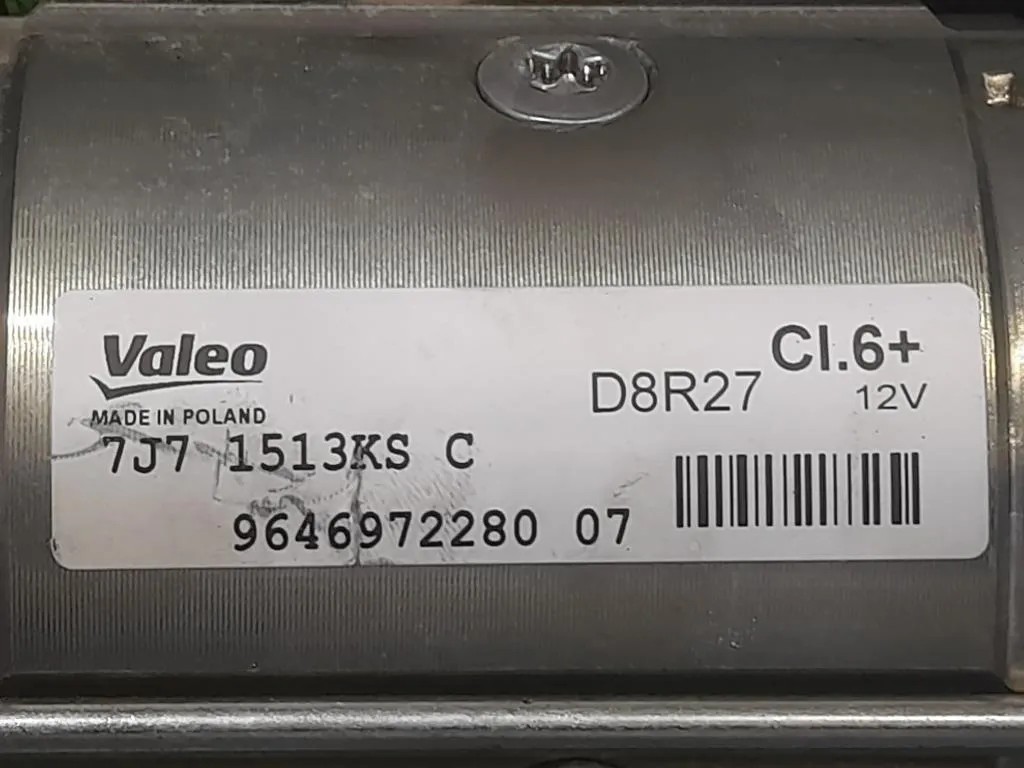 Valeo
MADE IN POLAND
D8R27
Cl.6+
12V
7J7 1513KS C
9646972280 07